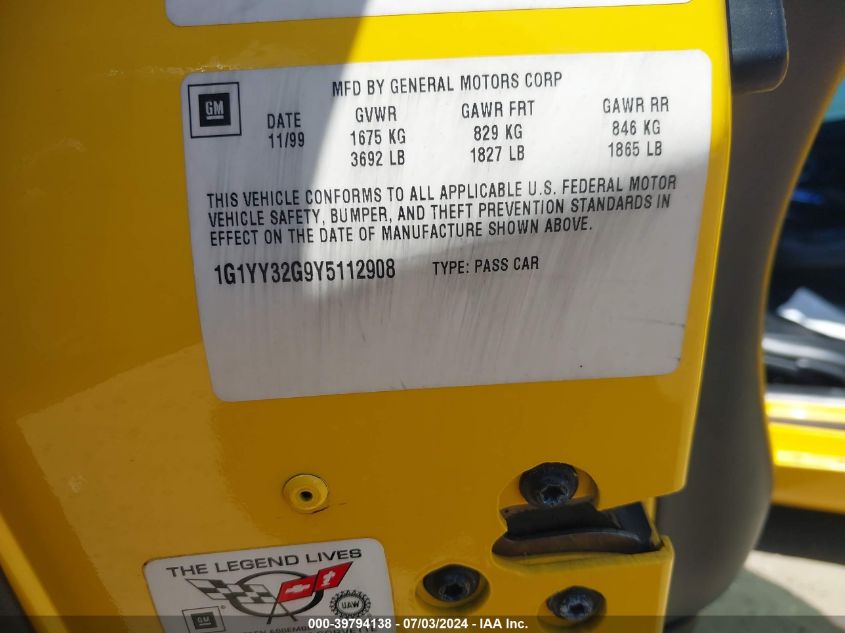 MFD BY GENERAL MOTORS CORP
GM
DATE GVWR GAWR FRT GAWR RR
11/99 1675 KG 829 KG 846 KG
3692 LB 1827 LB 1865 LB
THIS VEHICLE CONFORMS TO ALL APPLICABLE U.S. FEDERAL MOTOR
VEHICLE SAFETY, BUMPER, AND THEFT PREVENTION STANDARDS IN
EFFECT ON THE DATE OF MANUFACTURE SHOWN ABOVE.
1G1YY32G9Y5112908 TYPE: PASS CAR
THE LEGEND LIVES
UAW
GM
CORVETTE
000-39794138 - 07/03/2024 - IAA Inc.